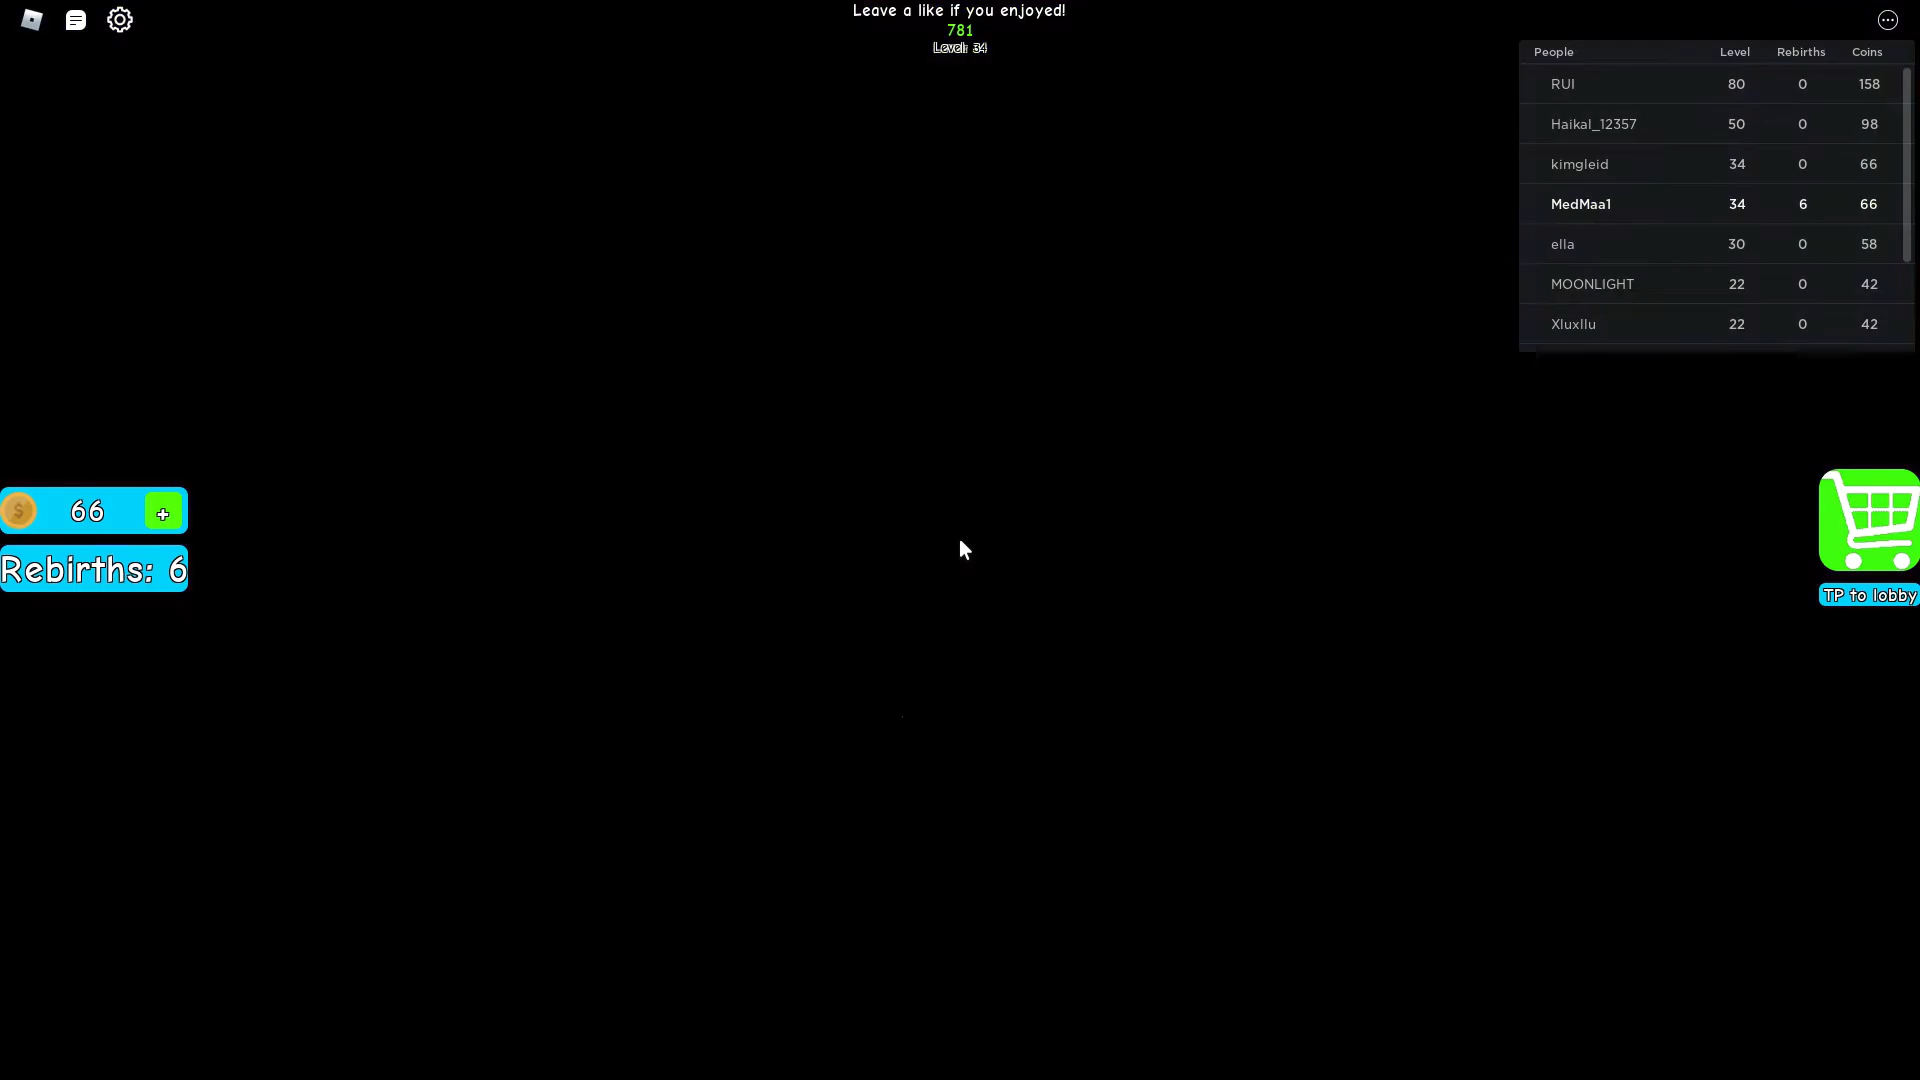 Leave a like if you enjoyed!
781
Level: 34
People Level Rebirths Coins
RUI 80 0 158
Haikal_12357 50 0 98
kimgleid 34 0 66
MedMaa1 34 6 66
ella 30 0 58
MOONLIGHT 22 0 42
Xluxllu 22 0 42
66 +
Rebirths: 6
TP to lobby